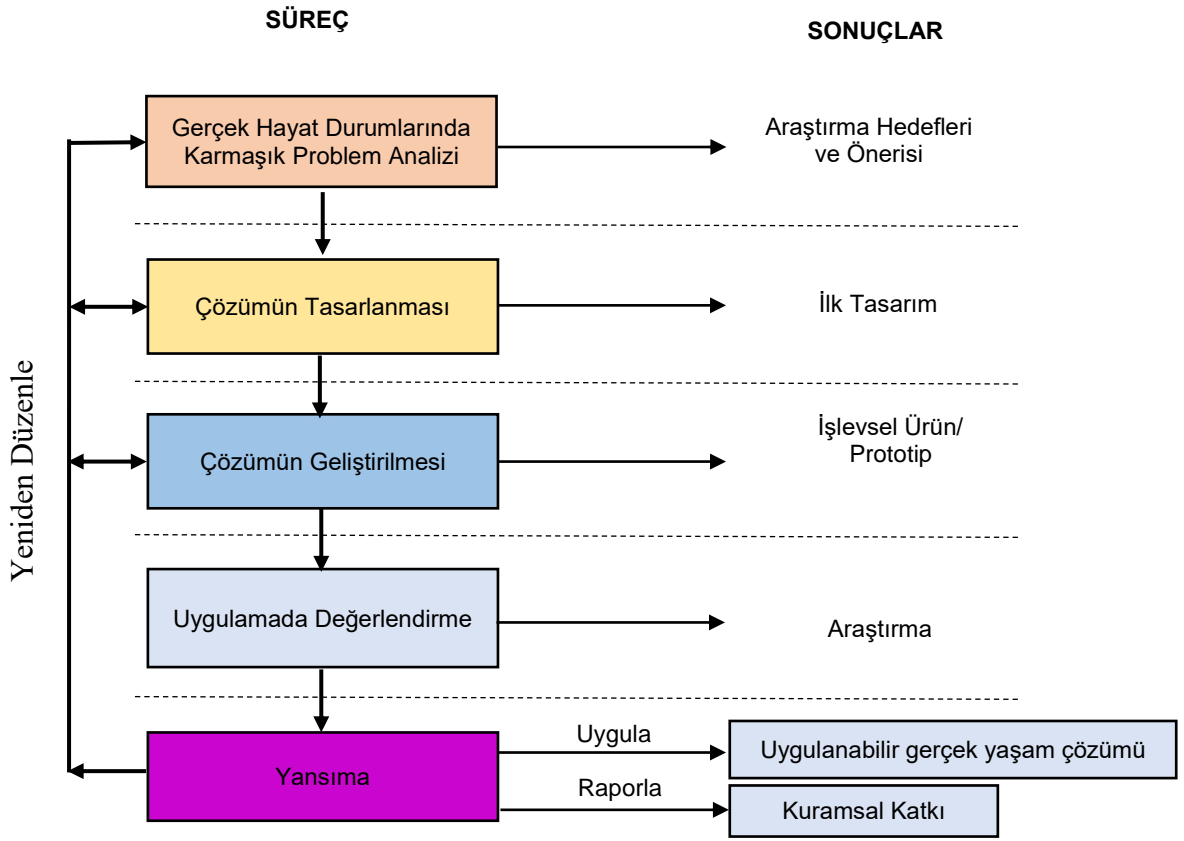 SÜREÇ
SONUÇLAR
Gerçek Hayat Durumlarında
Karmaşık Problem Analizi
Araştırma Hedefleri
ve Önerisi
Çözümün Tasarlanması
İlk Tasarım
Yeniden Düzenle
Çözümün Geliştirilmesi
İşlevsel Ürün/
Prototip
Uygulamada Değerlendirme
Araştırma
Yansıma
Uygula
Uygulanabilir gerçek yaşam çözümü
Raporla
Kuramsal Katkı